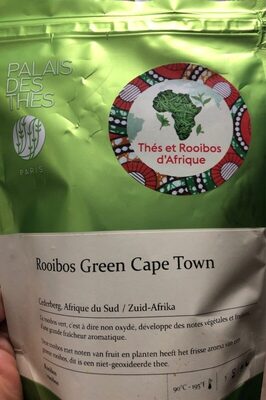 PALAIS
DES
THÉS
PARIS
Thés et Rooibos
d'Afrique
Rooibos Green Cape Town
Cederberg, Afrique du Sud / Zuid-Afrika
Le rooibos vert, c'est à dire non oxydé, développe des notes végétales et fruitées,
d'une grande fraîcheur aromatique.
Deze rooibos met noten van fruit en planten heeft het frisse aroma van een
groene rooibos, dit is een niet-geoxideerde thee.
Rooibos
90°C - 195°F